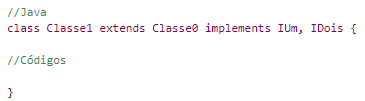 //Java
class Classe1 extends Classe0 implements IUm, IDois {
//Códigos
}